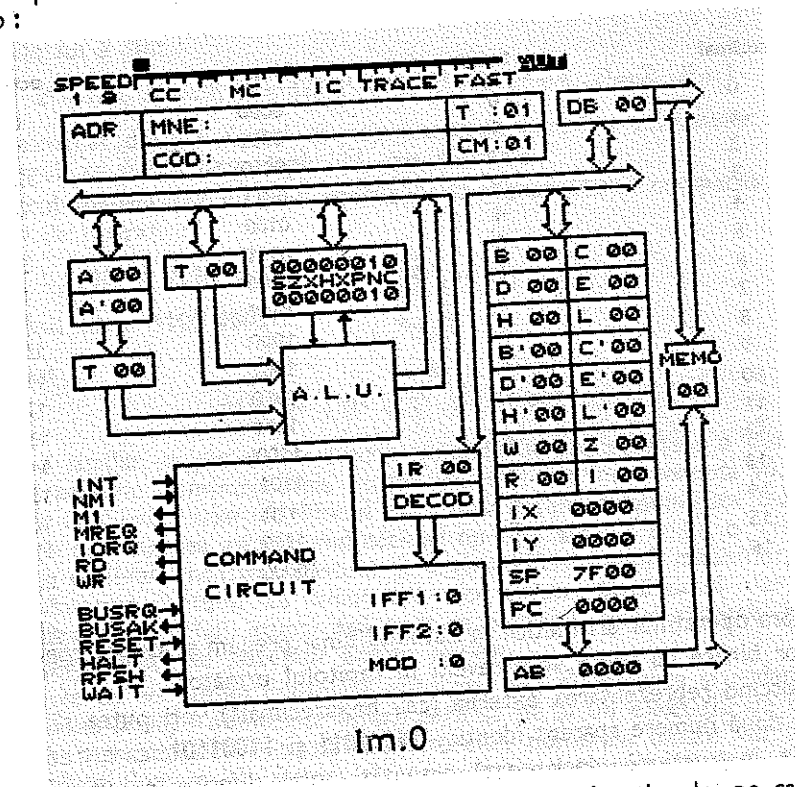 SPEED
1 9 CC MC IC TRACE FAST
ADR MNE: T :01 DB 00
COD: CM:01
A 00 T 00 00000010 B 00 C 00
A'00 SZXHXPNC D 00 E 00
00000010 H 00 L 00
T 00 A.L.U. B'00 C'00 MEMO
D'00 E'00 00
H'00 L'00
IR 00 W 00 Z 00
DECOD R 00 I 00
INT IX 0000
NMI IY 0000
M1 SP 7F00
MREQ PC 0000
IORQ AB 0000
RD
WR
BUSRQ
BUSAK
RESET
HALT
RFSH
WAIT
COMMAND
CIRCUIT
IFF1:0
IFF2:0
MOD :0
Im.0